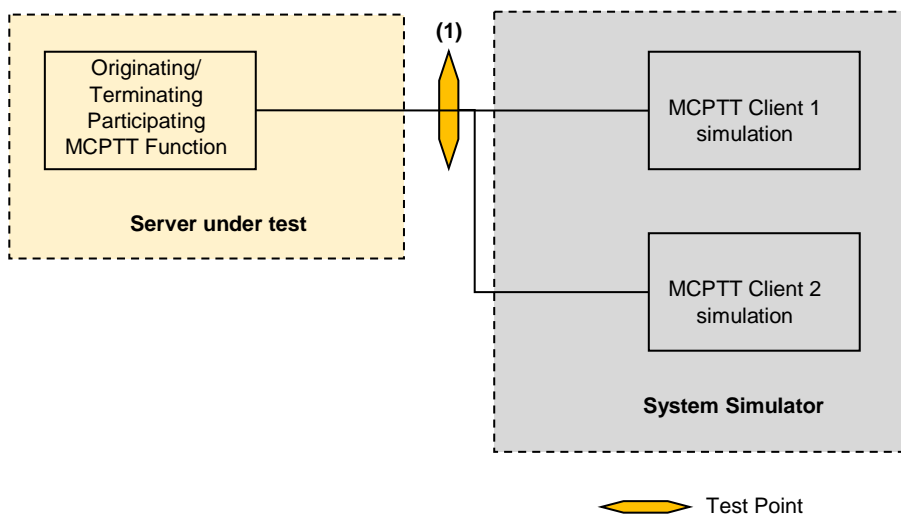 (1)
Originating/
Terminating
Participating
MCPTT Function
Server under test
MCPTT Client 1
simulation
MCPTT Client 2
simulation
System Simulator
Test Point